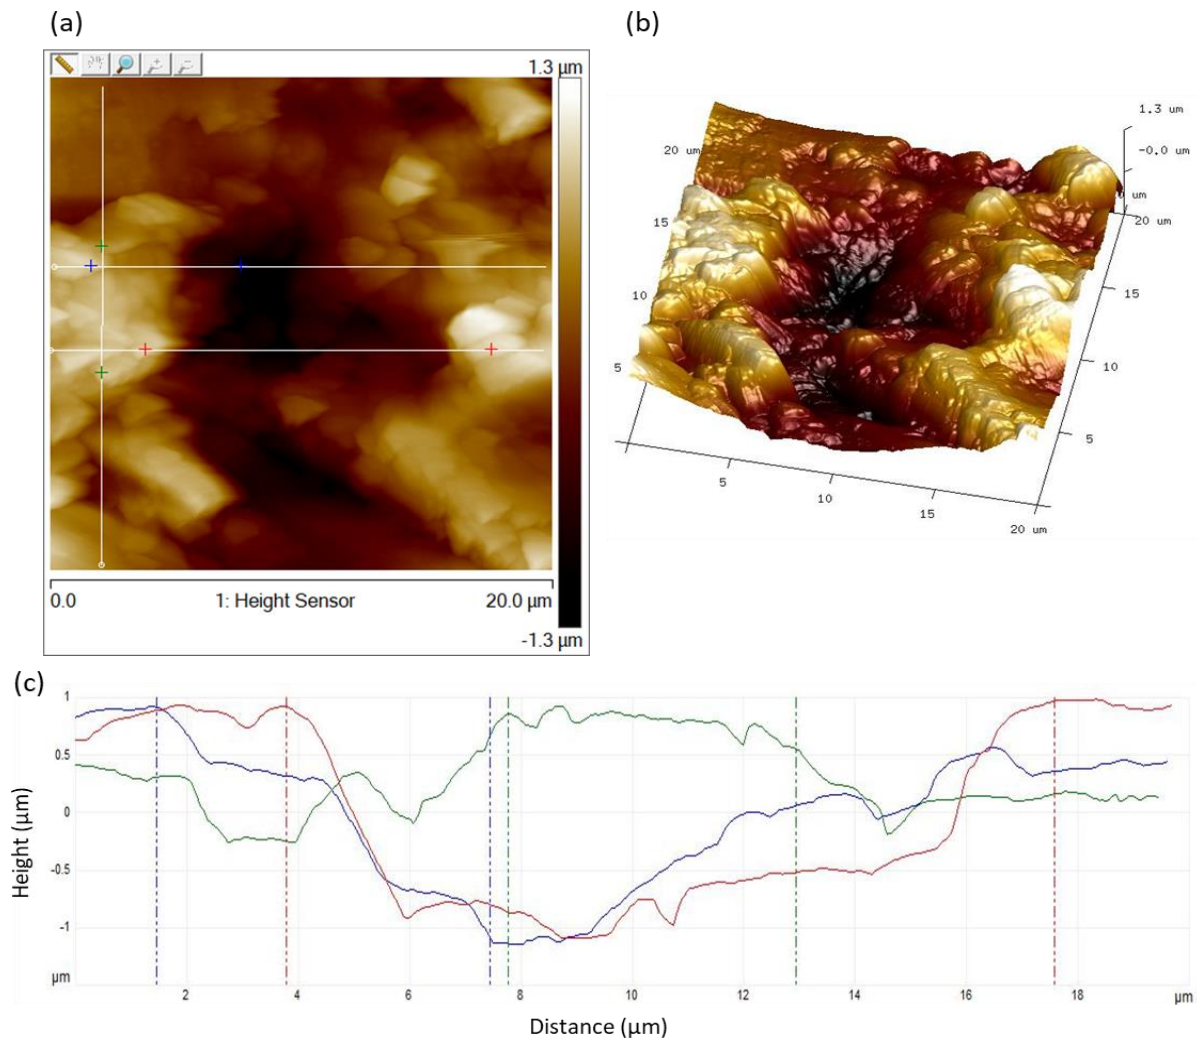 (a)
(b)
1.3 µm
0.0
1: Height Sensor
20.0 µm
-1.3 µm
1.3 um
-0.0 um
um
20 um
20 um
15
15
10
10
5
5
5
10
15
20 um
(c)
1
0.5
0
-0.5
-1
µm
2
4
6
8
10
12
14
16
18
µm
Height (µm)
Distance (µm)